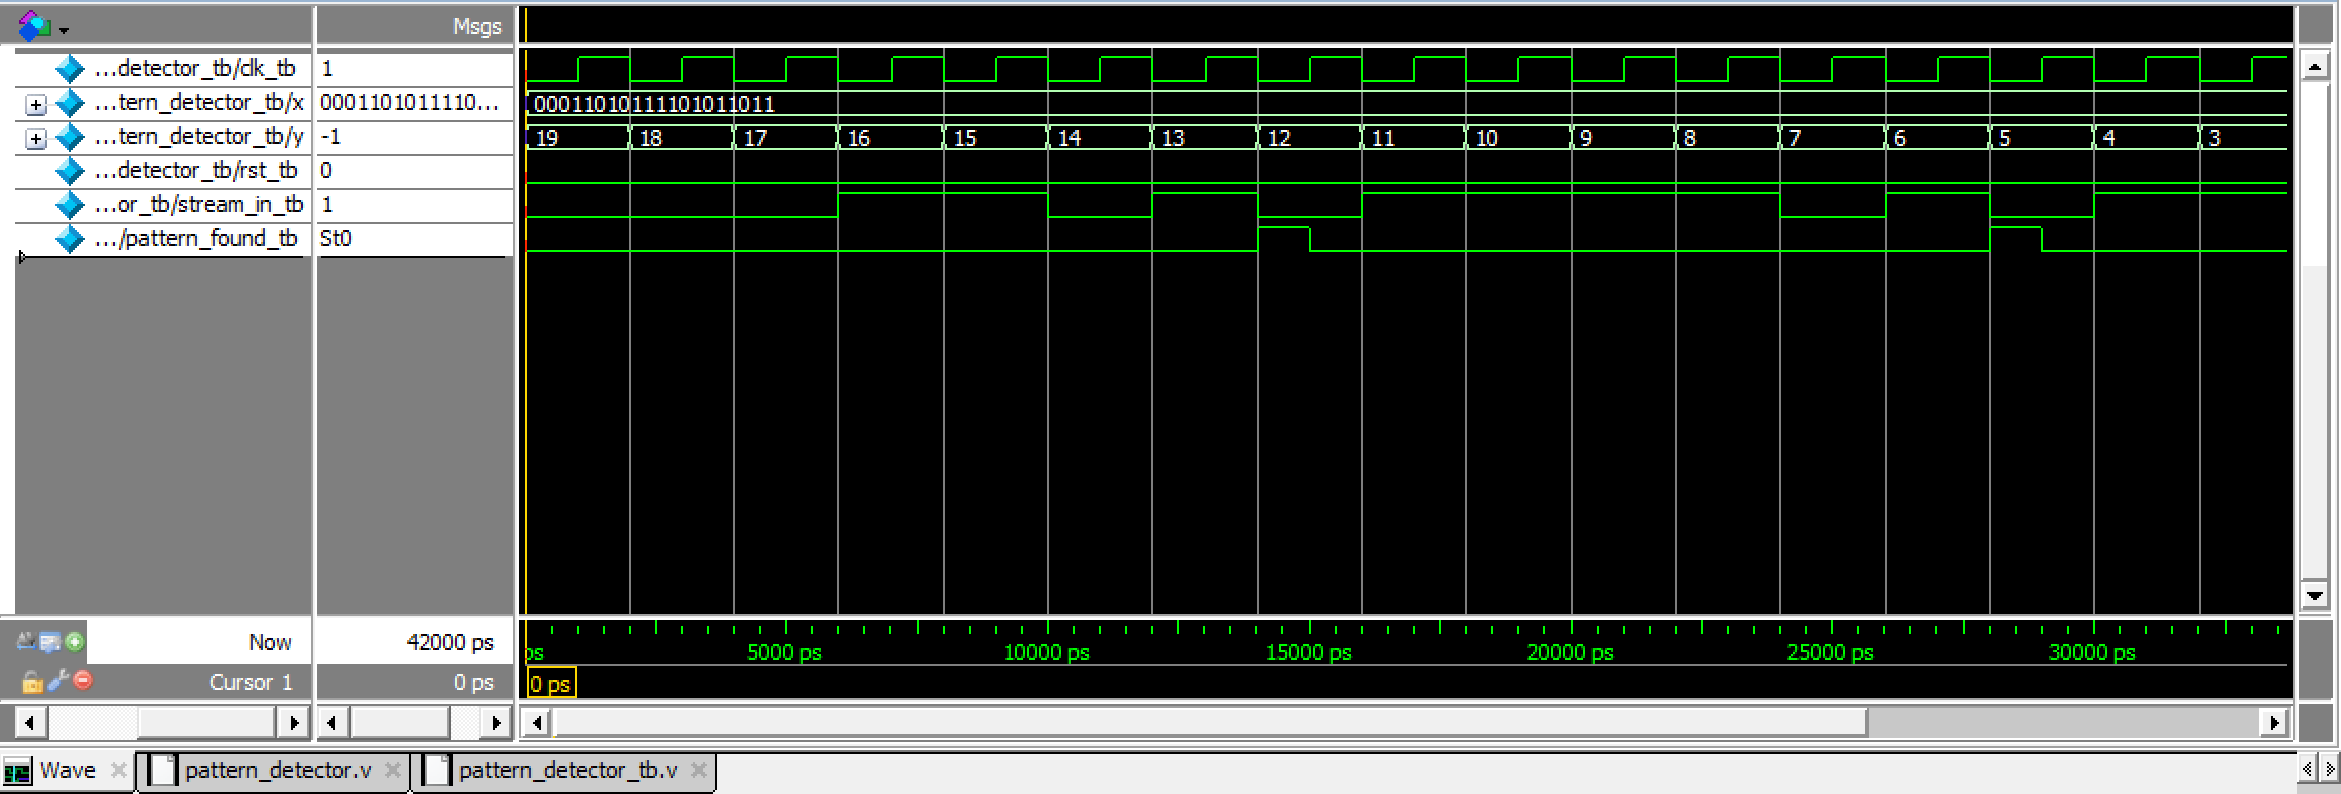 Msgs
...detector_tb/clk_tb 1
...tern_detector_tb/x 0001101011110... 00011010111101011011
...tern_detector_tb/y -1 19 18 17 16 15 14 13 12 11 10 9 8 7 6 5 4 3
...detector_tb/rst_tb 0
...or_tb/stream_in_tb 1
.../pattern_found_tb St0
Now 42000 ps ps 5000 ps 10000 ps 15000 ps 20000 ps 25000 ps 30000 ps
Cursor 1 0 ps 0 ps
Wave pattern_detector.v pattern_detector_tb.v